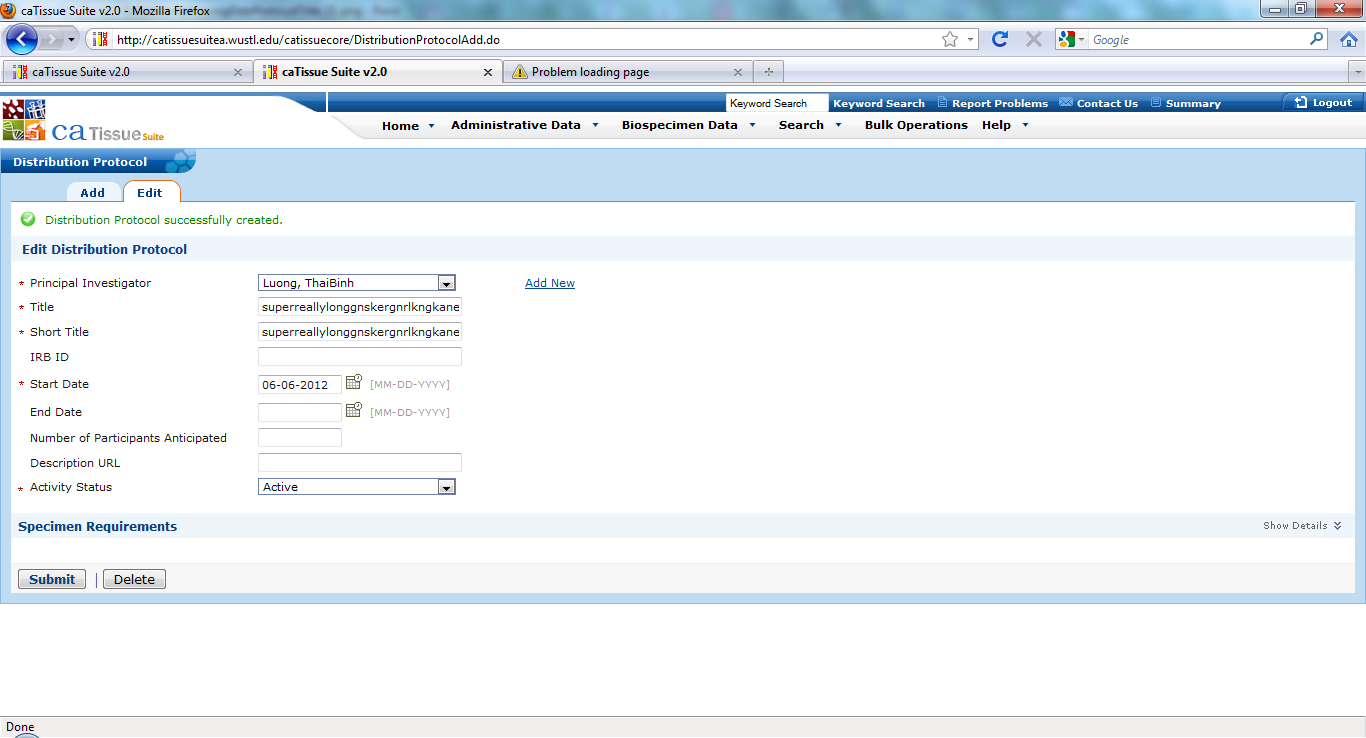 caTissue Suite v2.0 - Mozilla Firefox
http://catissuesuitea.wustl.edu/catissuecore/DistributionProtocolAdd.do
Google
caTissue Suite v2.0
caTissue Suite v2.0
Problem loading page
Keyword Search
Keyword Search Report Problems Contact Us Summary Logout
ca Tissue Suite
Home Administrative Data Biospecimen Data Search Bulk Operations Help
Distribution Protocol
Add Edit
Distribution Protocol successfully created.
Edit Distribution Protocol
* Principal Investigator Luong, ThaiBinh Add New
* Title superreallylonggnskergnrlkngkane
* Short Title superreallylonggnskergnrlkngkane
IRB ID
* Start Date 06-06-2012 [MM-DD-YYYY]
End Date [MM-DD-YYYY]
Number of Participants Anticipated
Description URL
* Activity Status Active
Specimen Requirements Show Details
Submit | Delete
Done